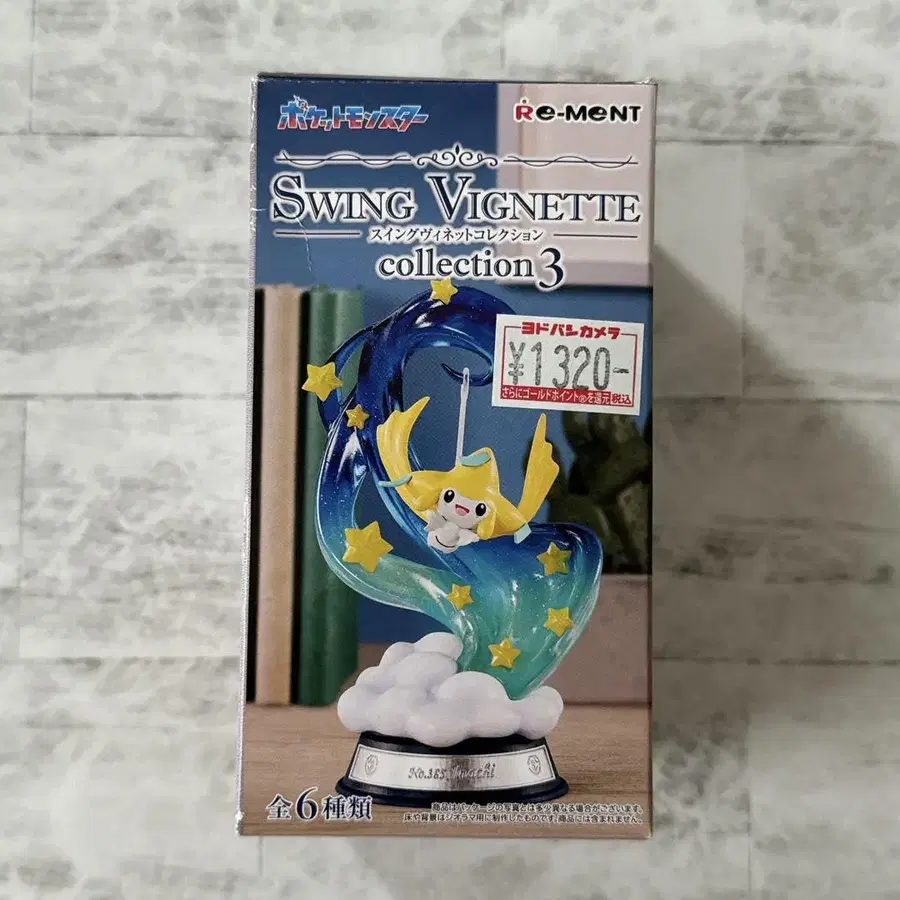 ポケットモンスター
Re-MeNT
SWING VIGNETTE
スイングヴィネットコレクション
collection 3
ヨドバシカメラ
¥1320-
さらにゴールドポイント®を還元 税込
No.385 Jirachi
全6種類
商品はパッケージの写真とは多少異なる場合がございます。
床や背景はジオラマ用に制作したものです。商品には含まれません。